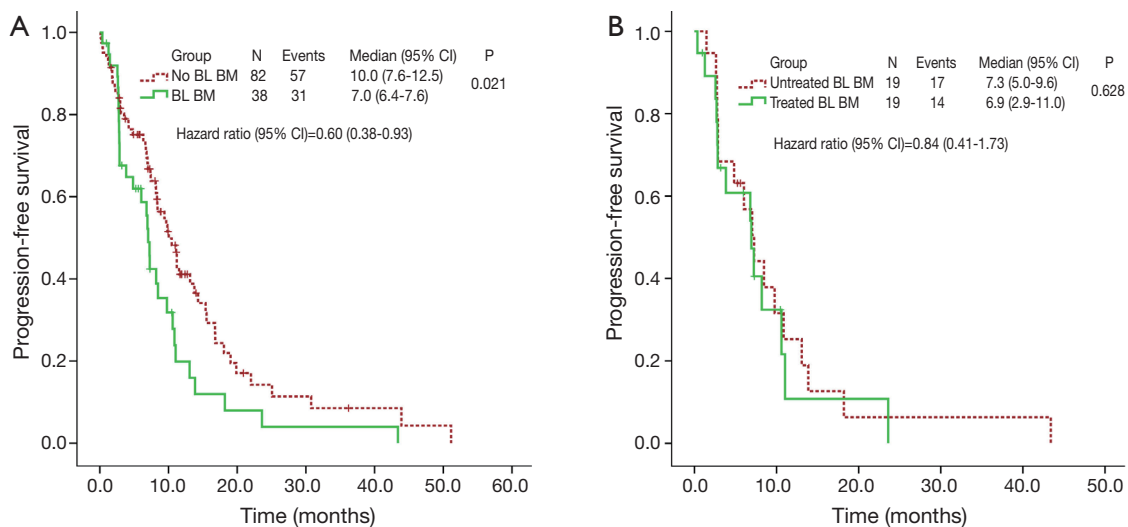 A
Group N Events Median (95% CI) P
No BL BM 82 57 10.0 (7.6-12.5)
0.021
BL BM 38 31 7.0 (6.4-7.6)
Hazard ratio (95% CI)=0.60 (0.38-0.93)
Progression-free survival
1.0
0.8
0.6
0.4
0.2
0.0
0.0 10.0 20.0 30.0 40.0 50.0 60.0
Time (months)
B
Group N Events Median (95% CI) P
Untreated BL BM 19 17 7.3 (5.0-9.6)
0.628
Treated BL BM 19 14 6.9 (2.9-11.0)
Hazard ratio (95% CI)=0.84 (0.41-1.73)
Progression-free survival
1.0
0.8
0.6
0.4
0.2
0.0
0.0 10.0 20.0 30.0 40.0 50.0
Time (months)